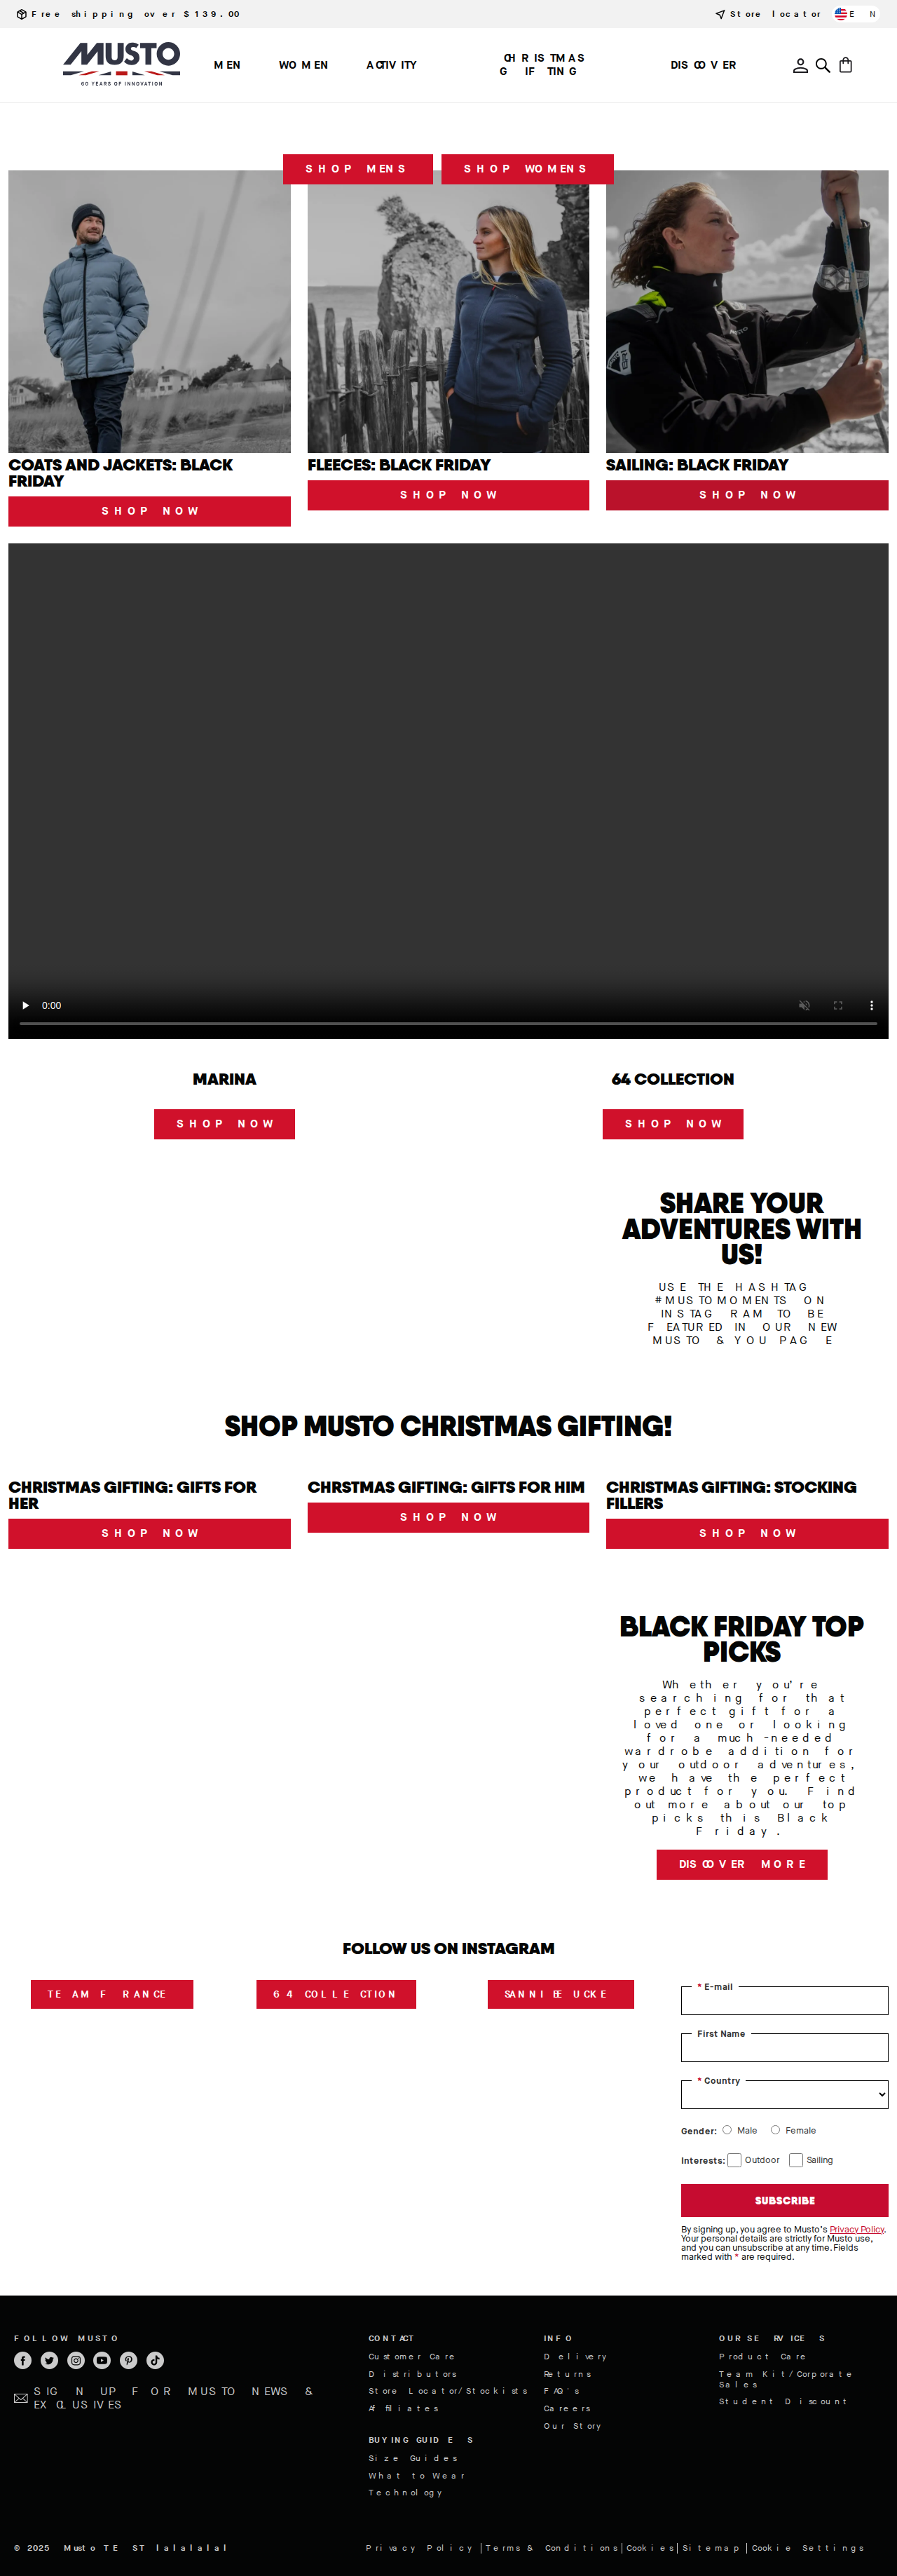 Free shipping over $139.00
Store locator
EN
MUSTO
60 YEARS OF INNOVATION
MEN
WOMEN
ACTIVITY
CHRISTMAS
GIFTING
DISCOVER
SHOP MENS
SHOP WOMENS
COATS AND JACKETS: BLACK
FRIDAY
SHOP NOW
FLEECES: BLACK FRIDAY
SHOP NOW
SAILING: BLACK FRIDAY
SHOP NOW
0:00
MARINA
SHOP NOW
64 COLLECTION
SHOP NOW
SHARE YOUR
ADVENTURES WITH
US!
USE THE HASHTAG
#MUSTOMOMENTS ON
INSTAGRAM TO BE
FEATURED IN OUR NEW
MUSTO & YOU PAGE
SHOP MUSTO CHRISTMAS GIFTING!
CHRISTMAS GIFTING: GIFTS FOR
HER
SHOP NOW
CHRSTMAS GIFTING: GIFTS FOR HIM
SHOP NOW
CHRISTMAS GIFTING: STOCKING
FILLERS
SHOP NOW
BLACK FRIDAY TOP
PICKS
Whether you're
searching for that
perfect gift for a
loved one or looking
for a much-needed
wardrobe addition for
your outdoor adventures,
we have the perfect
product for you. Find
out more about our top
picks this Black
Friday.
DISCOVER MORE
FOLLOW US ON INSTAGRAM
TEAM FRANCE
64 COLLECTION
SANNI BEUCKE
* E-mail
First Name
* Country
Gender: Male Female
Interests: Outdoor Sailing
SUBSCRIBE
By signing up, you agree to Musto's Privacy Policy.
Your personal details are strictly for Musto use,
and you can unsubscribe at any time. Fields
marked with * are required.
FOLLOW MUSTO
SIGN UP FOR MUSTO NEWS &
EXCLUSIVES
CONTACT
Customer Care
Distributors
Store Locator/Stockists
Affiliates
BUYING GUIDES
Size Guides
What to Wear
Technology
INFO
Delivery
Returns
FAQ's
Careers
Our Story
OUR SERVICES
Product Care
Team Kit/Corporate
Sales
Student Discount
© 2025 Musto TEST lalalalal
Privacy Policy | Terms & Conditions | Cookies | Sitemap | Cookie Settings